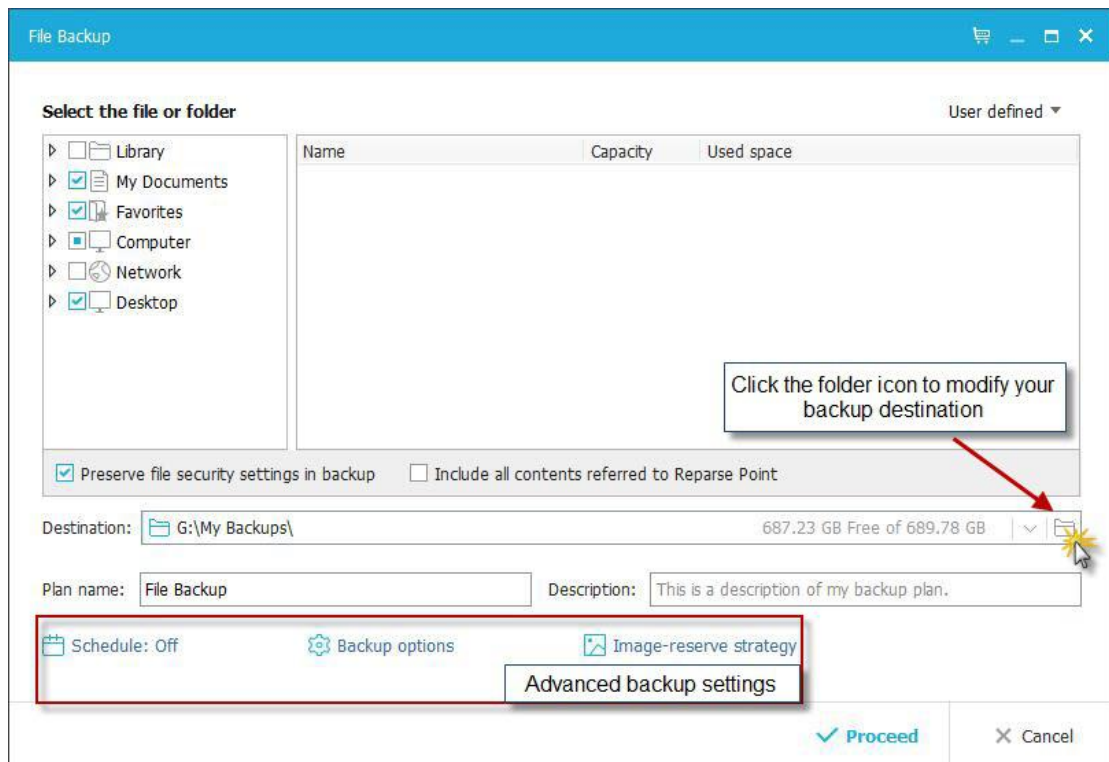 File Backup
Select the file or folder
User defined
Library
My Documents
Favorites
Computer
Network
Desktop
Name Capacity Used space
Click the folder icon to modify your
backup destination
Preserve file security settings in backup Include all contents referred to Reparse Point
Destination: G:\My Backups\ 687.23 GB Free of 689.78 GB
Plan name: File Backup Description: This is a description of my backup plan.
Schedule: Off Backup options Image-reserve strategy
Advanced backup settings
Proceed Cancel